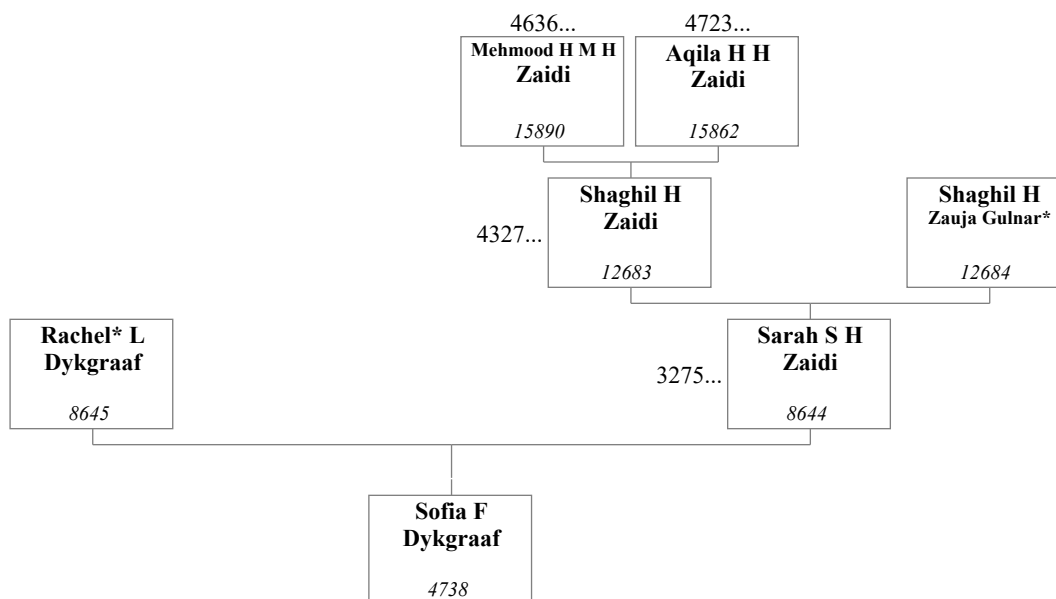 4636...
4723...
Mehmood H M H
Zaidi
15890
Aqila H H
Zaidi
15862
4327...
Shaghil H
Zaidi
12683
Shaghil H
Zauja Gulnar*
12684
Rachel* L
Dykgraaf
8645
3275...
Sarah S H
Zaidi
8644
Sofia F
Dykgraaf
4738